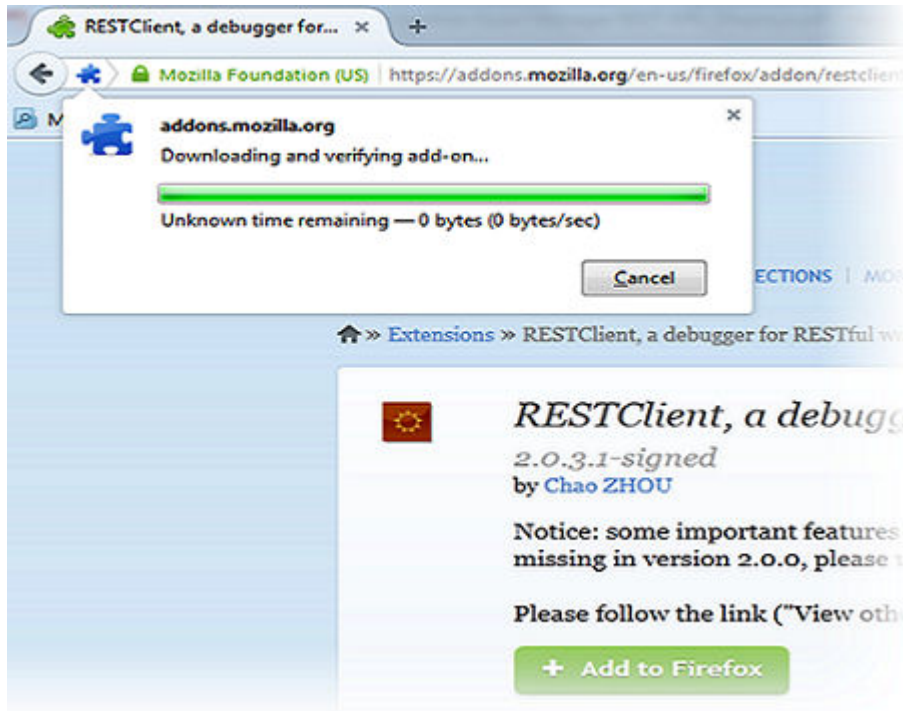 RESTClient, a debugger for... × +
Mozilla Foundation (US) https://addons.mozilla.org/en-us/firefox/addon/restclien
M
addons.mozilla.org ×
Downloading and verifying add-on...
Unknown time remaining — 0 bytes (0 bytes/sec)
Cancel
ECTIONS | MO
» Extensions » RESTClient, a debugger for RESTful w
RESTClient, a debugg
2.0.3.1-signed
by Chao ZHOU
Notice: some important features
missing in version 2.0.0, please
Please follow the link ("View oth
+ Add to Firefox